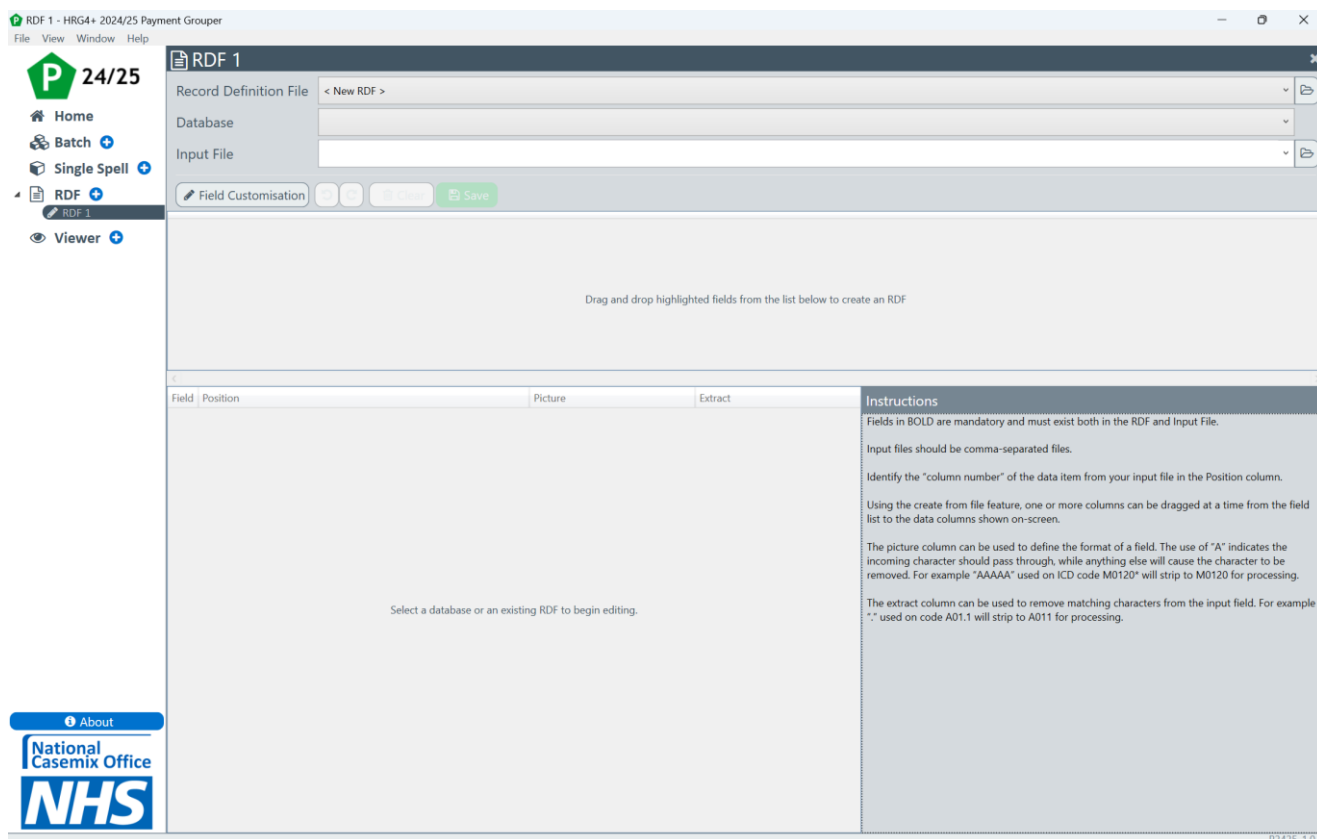 RDF 1 - HRG4+ 2024/25 Payment Grouper
File View Window Help
P 24/25
Home
Batch
Single Spell
RDF
RDF 1
Viewer
RDF 1
Record Definition File < New RDF >
Database
Input File
Field Customisation Clear Save
Drag and drop highlighted fields from the list below to create an RDF
Field Position Picture Extract
Select a database or an existing RDF to begin editing.
Instructions
Fields in BOLD are mandatory and must exist both in the RDF and Input File.
Input files should be comma-separated files.
Identify the "column number" of the data item from your input file in the Position column.
Using the create from file feature, one or more columns can be dragged at a time from the field
list to the data columns shown on-screen.
The picture column can be used to define the format of a field. The use of "A" indicates the
incoming character should pass through, while anything else will cause the character to be
removed. For example "AAAAA" used on ICD code M0120* will strip to M0120 for processing.
The extract column can be used to remove matching characters from the input field. For example
"." used on code A01.1 will strip to A011 for processing.
About
National
Casemix Office
NHS